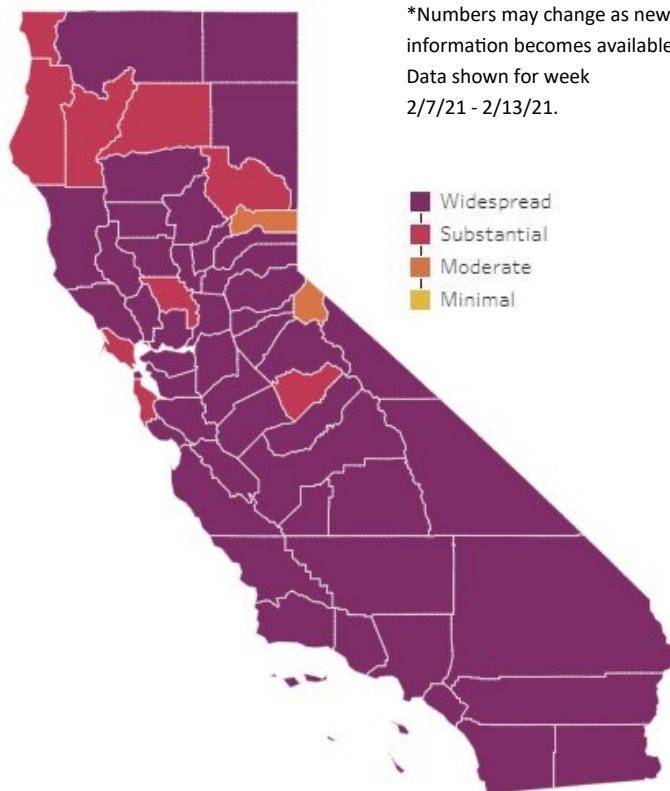 *Numbers may change as new
information becomes available
Data shown for week
2/7/21 - 2/13/21.
Widespread
Substantial
Moderate
Minimal